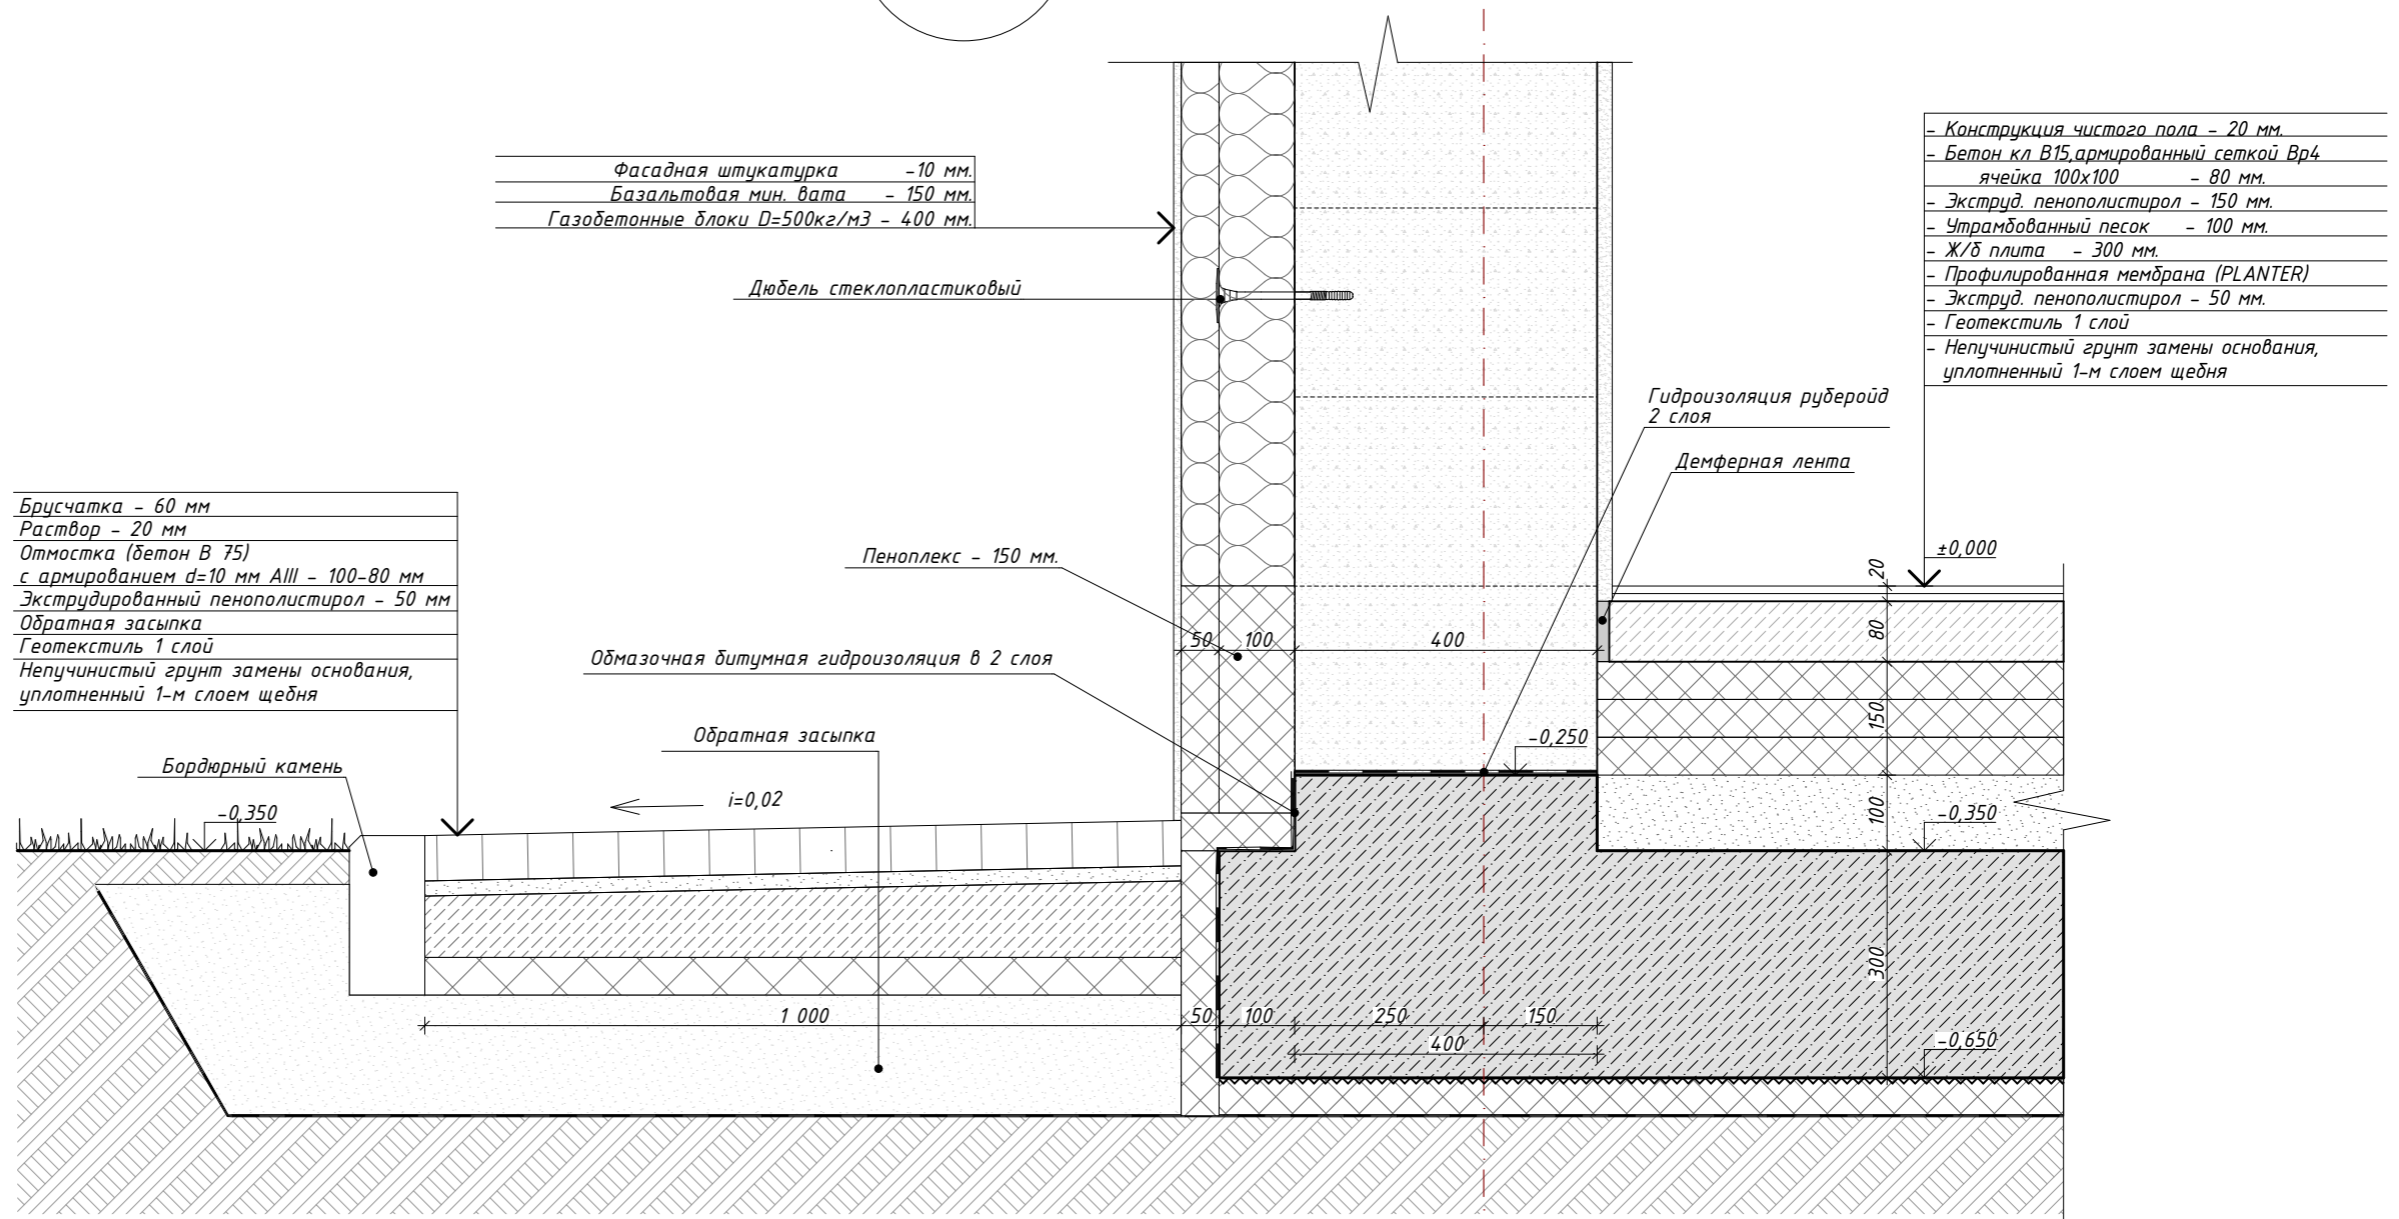 Фасадная штукатурка -10 мм.
Базальтовая мин. вата - 150 мм.
Газобетонные блоки D=500кг/м3 - 400 мм.
Дюбель стеклопластиковый
- Конструкция чистого пола - 20 мм.
- Бетон кл В15,армированный сеткой Вр4
ячейка 100х100 - 80 мм.
- Экструд. пенополистирол - 150 мм.
- Утрамбованный песок - 100 мм.
- Ж/б плита - 300 мм.
- Профилированная мембрана (PLANTER)
- Экструд. пенополистирол - 50 мм.
- Геотекстиль 1 слой
- Непучинистый грунт замены основания,
уплотненный 1-м слоем щебня
Гидроизоляция рубероид
2 слоя
Демферная лента
Брусчатка - 60 мм
Раствор - 20 мм
Отмостка (бетон В 75)
с армированием d=10 мм АIII - 100-80 мм
Экструдированный пенополистирол - 50 мм
Обратная засыпка
Геотекстиль 1 слой
Непучинистый грунт замены основания,
уплотненный 1-м слоем щебня
Пеноплекс - 150 мм.
Обмазочная битумная гидроизоляция в 2 слоя
Обратная засыпка
Бордюрный камень
i=0,02
-0,350
±0,000
20
80
150
100
300
50 100 400
-0,250
-0,350
-0,650
1 000 50 100 250 150
400